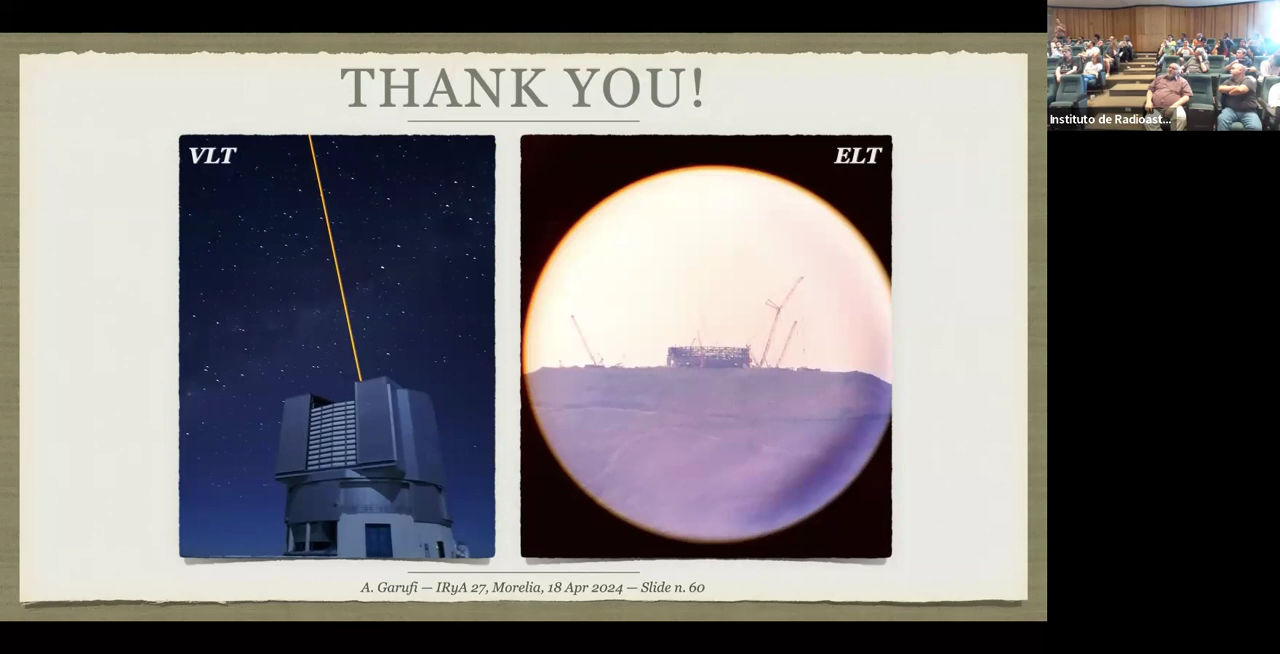 THANK YOU!
VLT
ELT
A. Garufi — IRyA 27, Morelia, 18 Apr 2024 — Slide n. 60
Instituto de Radioast...